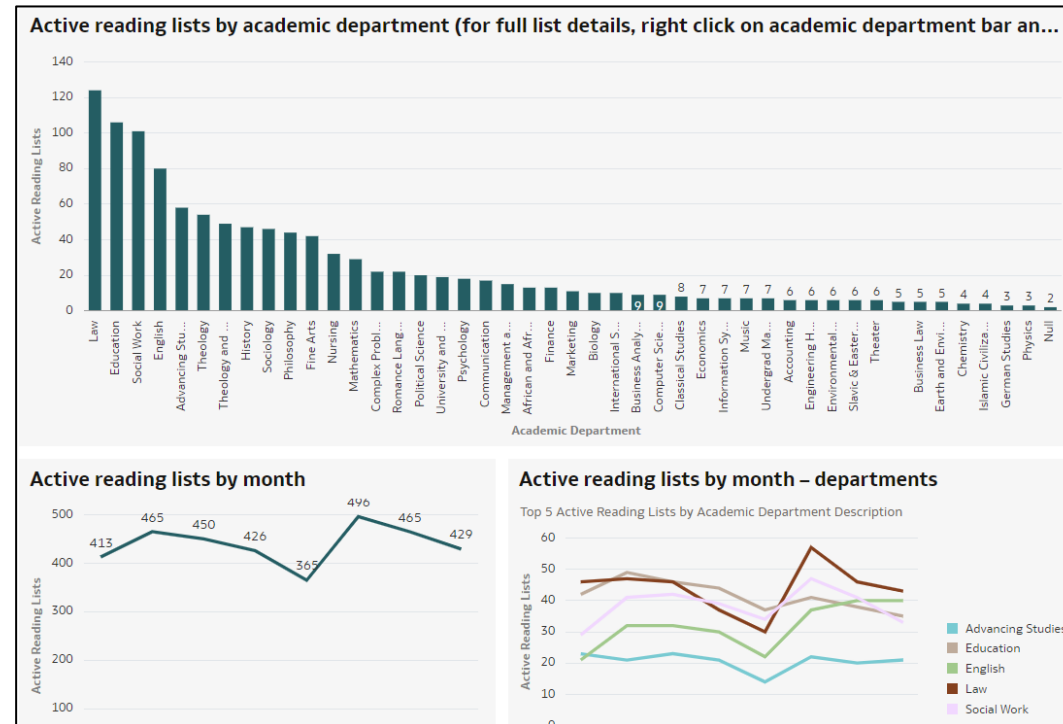 Active reading lists by academic department (for full list details, right click on academic department bar an...
140
120
100
80
60
40
20
0
Active Reading Lists
9
9
8
7
7
7
7
6
6
6
6
6
5
5
5
4
4
3
3
2
Law
Education
Social Work
English
Advancing Stu...
Theology
Theology and ...
History
Sociology
Philosophy
Fine Arts
Nursing
Mathematics
Complex Probl...
Romance Lang...
Political Science
University and ...
Psychology
Communication
Management a...
African and Afr...
Finance
Marketing
Biology
International S...
Business Analy...
Computer Scie...
Classical Studies
Economics
Information Sy...
Music
Undergrad Ma...
Accounting
Engineering H...
Environmental...
Slavic & Easter...
Theater
Business Law
Earth and Envi...
Chemistry
Islamic Civiliza...
German Studies
Physics
Null
Academic Department
Active reading lists by month
500
400
300
200
100
Active Reading Lists
413
465
450
426
365
496
465
429
Active reading lists by month – departments
Top 5 Active Reading Lists by Academic Department Description
60
50
40
30
20
10
0
Active Reading Lists
Advancing Studies
Education
English
Law
Social Work